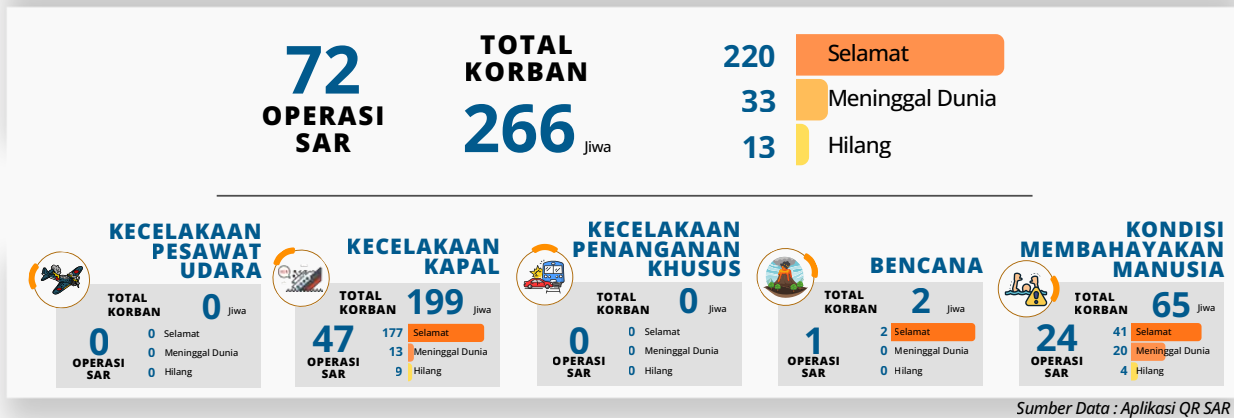 72
OPERASI
SAR
TOTAL
KORBAN
266 Jiwa
220 Selamat
33 Meninggal Dunia
13 Hilang
KECELAKAAN
PESAWAT
UDARA
TOTAL
KORBAN
0 Jiwa
0
OPERASI
SAR
0 Selamat
0 Meninggal Dunia
0 Hilang
KECELAKAAN
KAPAL
TOTAL
KORBAN
199 Jiwa
47
OPERASI
SAR
177 Selamat
13 Meninggal Dunia
9 Hilang
KECELAKAAN
PENANGANAN
KHUSUS
TOTAL
KORBAN
0 Jiwa
0
OPERASI
SAR
0 Selamat
0 Meninggal Dunia
0 Hilang
BENCANA
TOTAL
KORBAN
2 Jiwa
1
OPERASI
SAR
2 Selamat
0 Meninggal Dunia
0 Hilang
KONDISI
MEMBAHAYAKAN
MANUSIA
TOTAL
KORBAN
65 Jiwa
24
OPERASI
SAR
41 Selamat
20 Meninggal Dunia
4 Hilang
Sumber Data : Aplikasi QR SAR